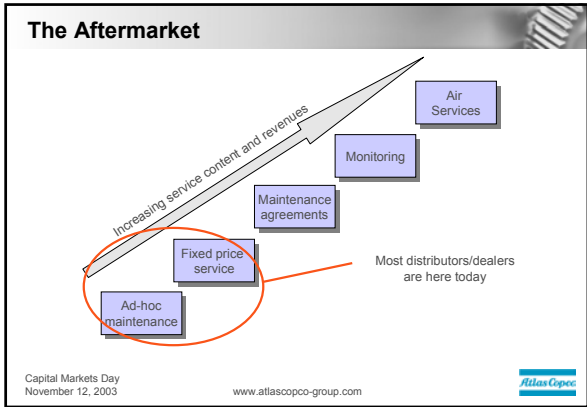 The Aftermarket
Increasing service content and revenues
Air
Services
Monitoring
Maintenance
agreements
Fixed price
service
Ad-hoc
maintenance
Most distributors/dealers
are here today
Capital Markets Day
November 12, 2003
www.atlascopco-group.com
Atlas Copco